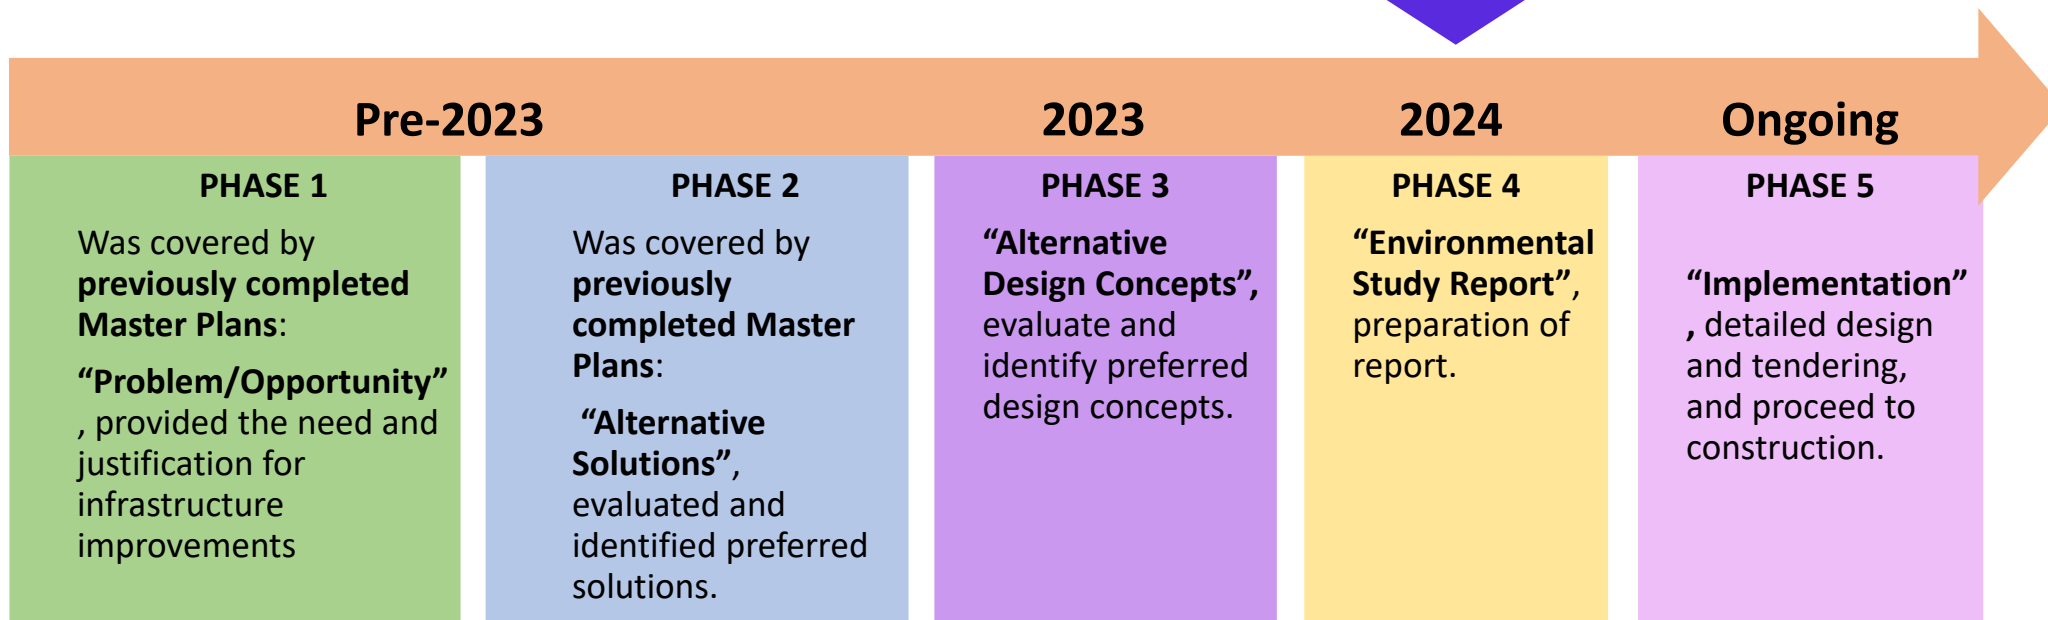 Pre-2023
2023
2024
Ongoing
PHASE 1
Was covered by
previously completed
Master Plans:
“Problem/Opportunity”
, provided the need and
justification for
infrastructure
improvements
PHASE 2
Was covered by
previously
completed Master
Plans:
“Alternative
Solutions”,
evaluated and
identified preferred
solutions.
PHASE 3
“Alternative
Design Concepts”,
evaluate and
identify preferred
design concepts.
PHASE 4
“Environmental
Study Report”,
preparation of
report.
PHASE 5
“Implementation”
, detailed design
and tendering,
and proceed to
construction.